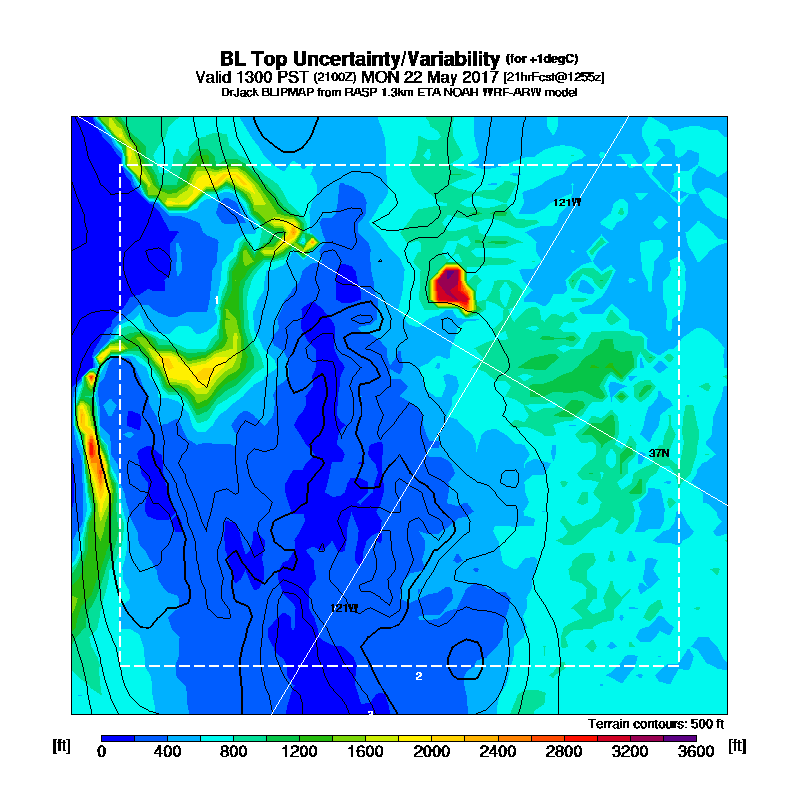 BL Top Uncertainty/Variability (for +1degC)
Valid 1300 PST (2100Z) MON 22 May 2017 [21hrFcst@1255z]
DrJack BLIPMAP from RASP 1.3km ETA NOAH WRF-ARW model
121W
1
37N
121W
2
Terrain contours: 500 ft
[ft] 0 400 800 1200 1600 2000 2400 2800 3200 3600 [ft]